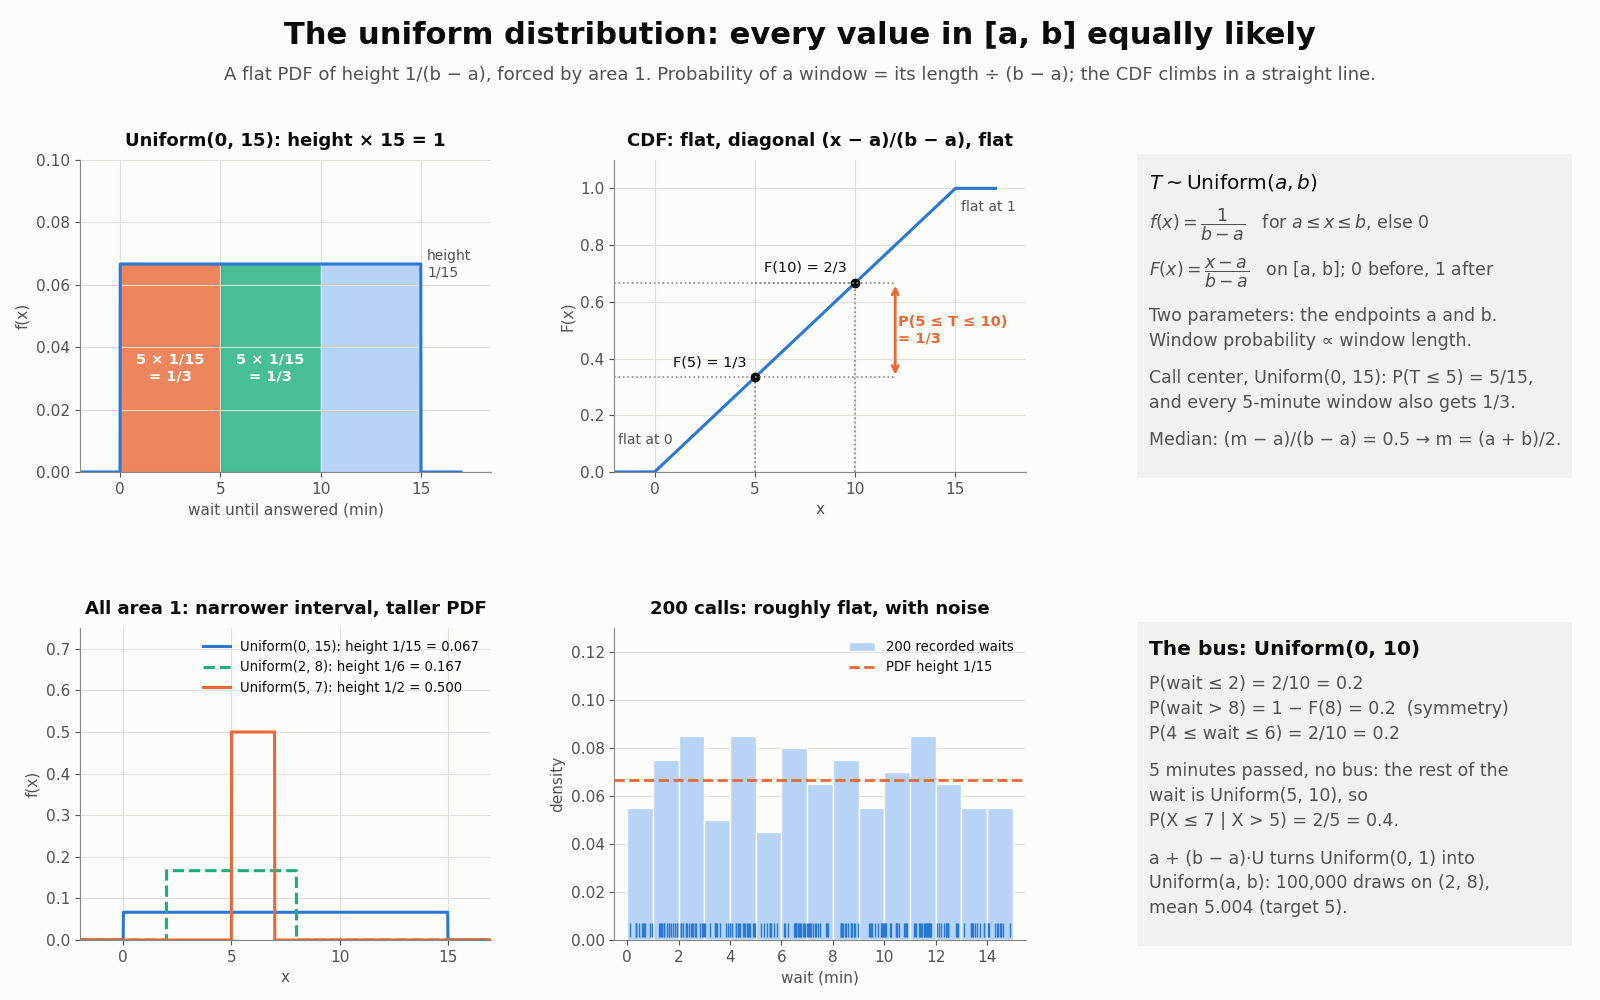 The uniform distribution: every value in [a, b] equally likely
A flat PDF of height 1/(b − a), forced by area 1. Probability of a window = its length ÷ (b − a); the CDF climbs in a straight line.
Uniform(0, 15): height × 15 = 1
0.10
0.08
0.06
0.04
0.02
0.00
f(x)
height
1/15
5 × 1/15
= 1/3
5 × 1/15
= 1/3
0 5 10 15
wait until answered (min)
CDF: flat, diagonal (x − a)/(b − a), flat
1.0
0.8
0.6
0.4
0.2
0.0
F(x)
flat at 1
F(10) = 2/3
P(5 ≤ T ≤ 10)
= 1/3
F(5) = 1/3
flat at 0
0 5 10 15
x
T ∼ Uniform(a, b)
f(x) = 1/(b − a) for a ≤ x ≤ b, else 0
F(x) = (x − a)/(b − a) on [a, b]; 0 before, 1 after
Two parameters: the endpoints a and b.
Window probability ∝ window length.
Call center, Uniform(0, 15): P(T ≤ 5) = 5/15,
and every 5-minute window also gets 1/3.
Median: (m − a)/(b − a) = 0.5 → m = (a + b)/2.
All area 1: narrower interval, taller PDF
0.7
0.6
0.5
0.4
0.3
0.2
0.1
0.0
f(x)
Uniform(0, 15): height 1/15 = 0.067
Uniform(2, 8): height 1/6 = 0.167
Uniform(5, 7): height 1/2 = 0.500
0 5 10 15
x
200 calls: roughly flat, with noise
0.12
0.10
0.08
0.06
0.04
0.02
0.00
density
200 recorded waits
PDF height 1/15
0 2 4 6 8 10 12 14
wait (min)
The bus: Uniform(0, 10)
P(wait ≤ 2) = 2/10 = 0.2
P(wait > 8) = 1 − F(8) = 0.2 (symmetry)
P(4 ≤ wait ≤ 6) = 2/10 = 0.2
5 minutes passed, no bus: the rest of the
wait is Uniform(5, 10), so
P(X ≤ 7 | X > 5) = 2/5 = 0.4.
a + (b − a)·U turns Uniform(0, 1) into
Uniform(a, b): 100,000 draws on (2, 8),
mean 5.004 (target 5).